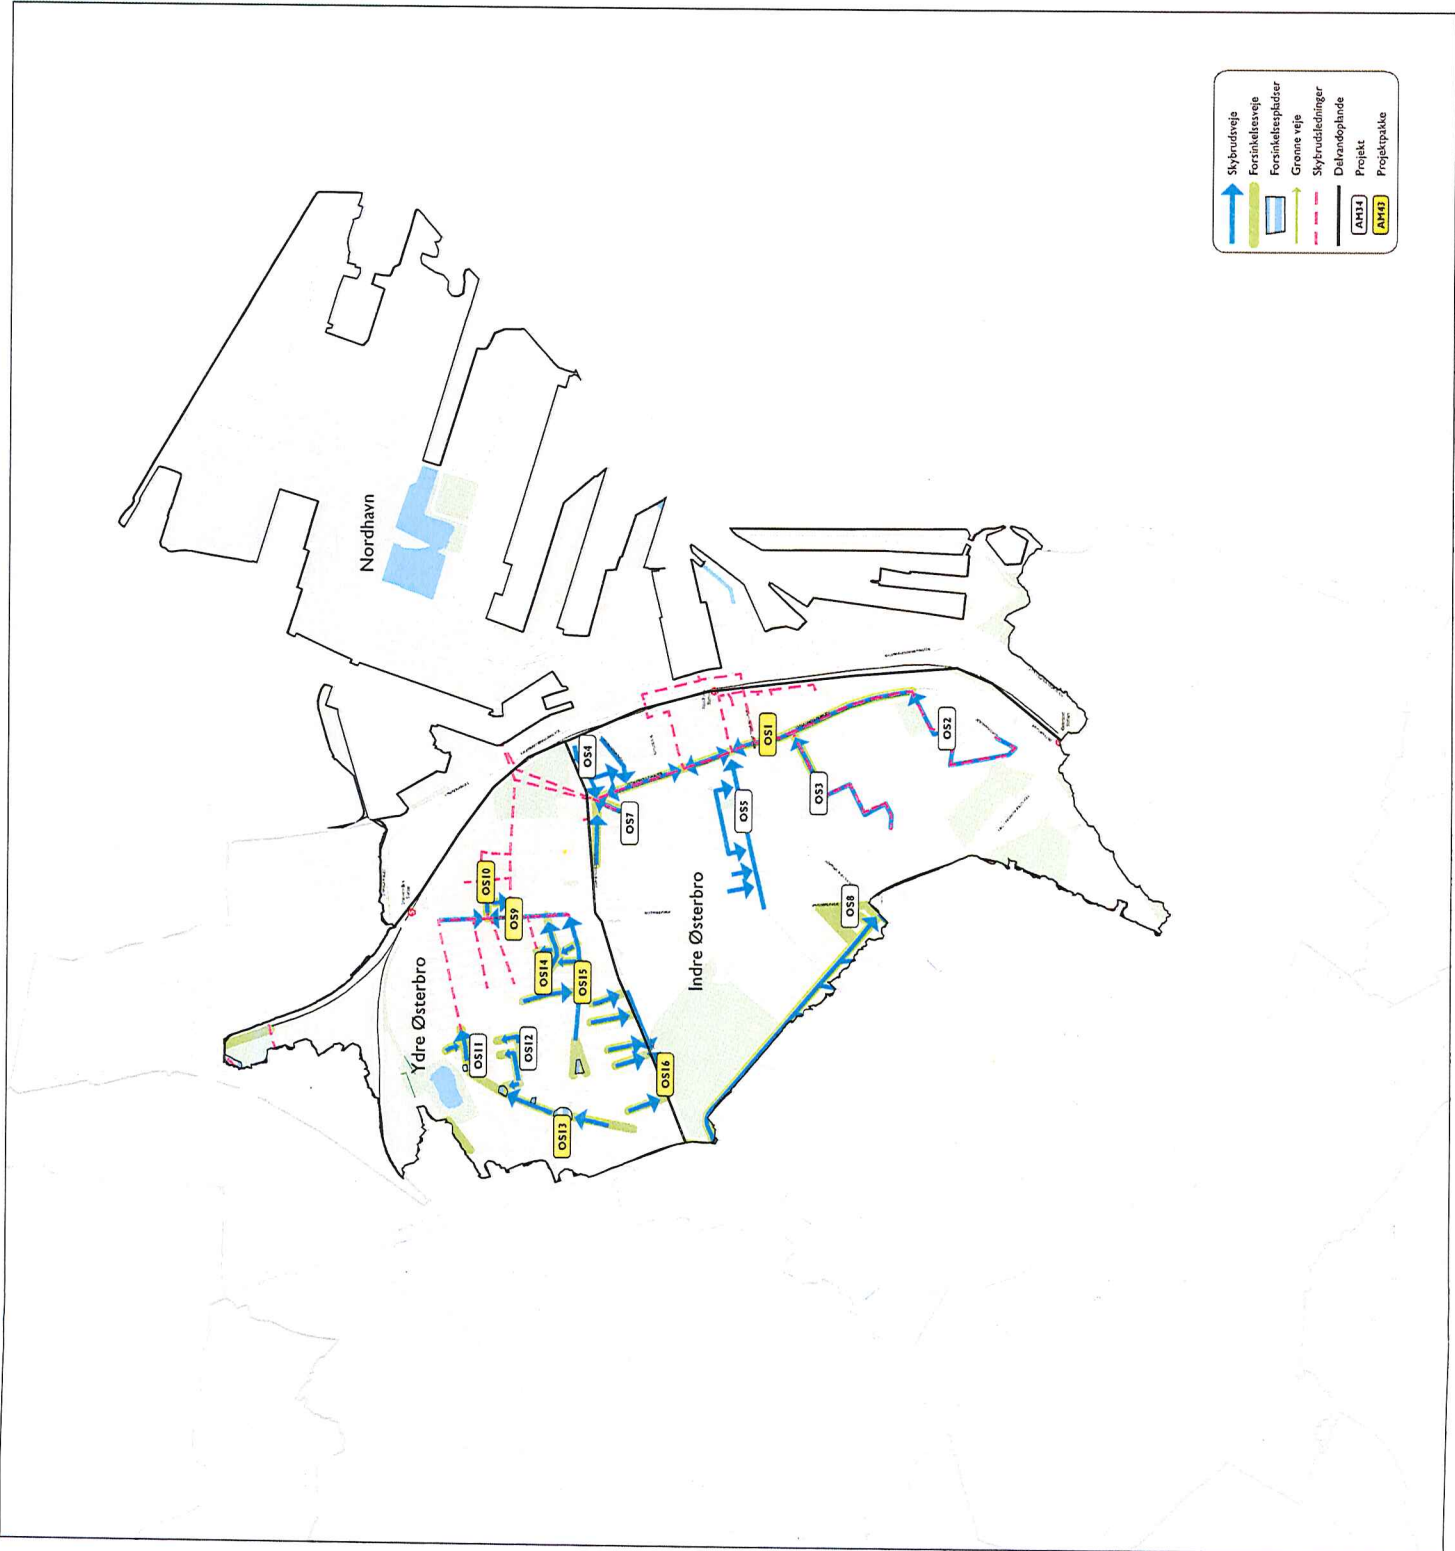 Nordhavn
Ydre Østerbro
Indre Østerbro
OS4
OS7
OS1
OS2
OS3
OS5
OS8
OS10
OS9
OS14
OS15
OS11
OS12
OS13
OS16
Skybrudsveje
Forsinkelsesveje
Forsinkelsespladser
Grønne veje
Skybrudsledninger
Delvandoplande
AM34 Projekt
AM43 Projektpakke